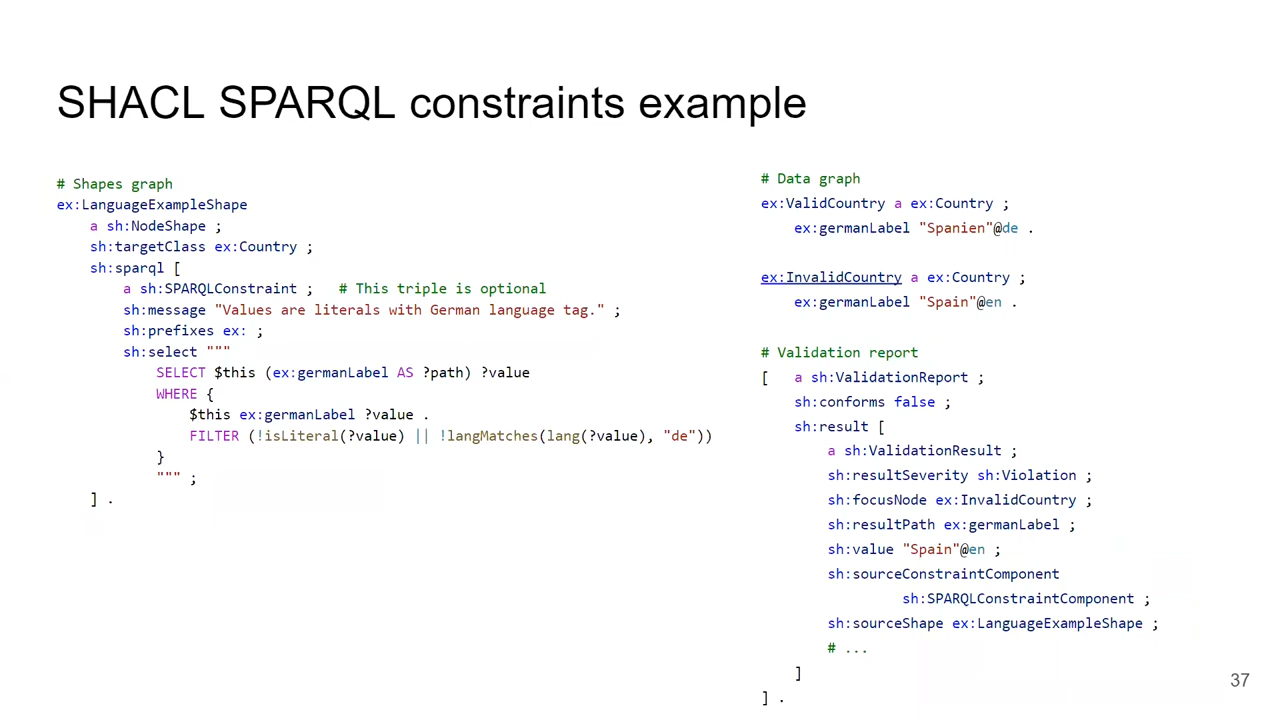 SHACL SPARQL constraints example
# Shapes graph
ex:LanguageExampleShape
a sh:NodeShape ;
sh:targetClass ex:Country ;
sh:sparql [
a sh:SPARQLConstraint ;   # This triple is optional
sh:message "Values are literals with German language tag." ;
sh:prefixes ex: ;
sh:select """
SELECT $this (ex:germanLabel AS ?path) ?value
WHERE {
$this ex:germanLabel ?value .
FILTER (!isLiteral(?value) || !langMatches(lang(?value), "de"))
}
""" ;
] .
# Data graph
ex:ValidCountry a ex:Country ;
ex:germanLabel "Spanien"@de .
ex:InvalidCountry a ex:Country ;
ex:germanLabel "Spain"@en .
# Validation report
[   a sh:ValidationReport ;
sh:conforms false ;
sh:result [
a sh:ValidationResult ;
sh:resultSeverity sh:Violation ;
sh:focusNode ex:InvalidCountry ;
sh:resultPath ex:germanLabel ;
sh:value "Spain"@en ;
sh:sourceConstraintComponent
sh:SPARQLConstraintComponent ;
sh:sourceShape ex:LanguageExampleShape ;
# ...
]
] .
37